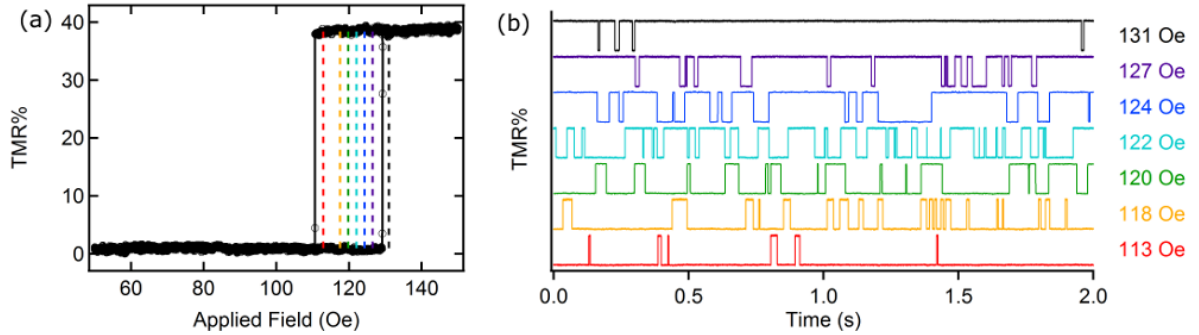 (a)
TMR%
40
30
20
10
0
60
80
100
120
140
Applied Field (Oe)
(b)
TMR%
131 Oe
127 Oe
124 Oe
122 Oe
120 Oe
118 Oe
113 Oe
0.0
0.5
1.0
1.5
2.0
Time (s)